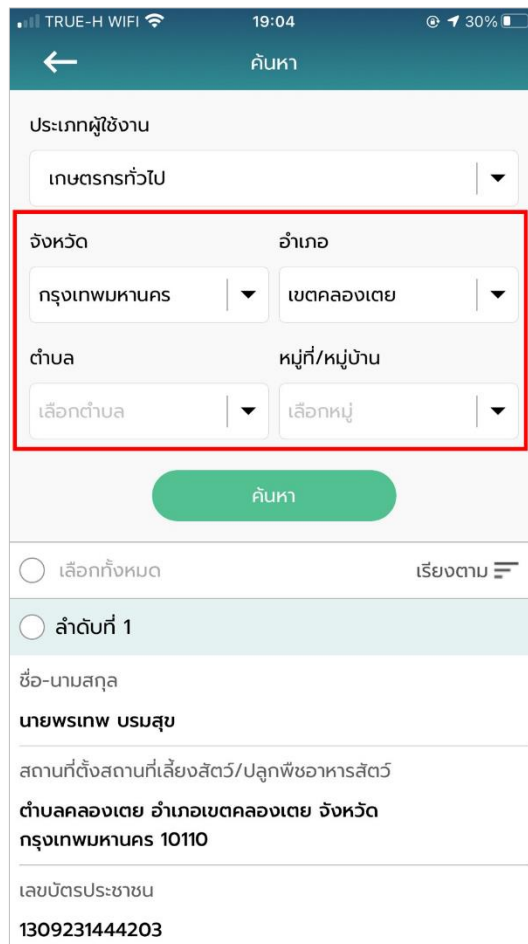 TRUE-H WIFI 19:04 30%
ค้นหา
ประเภทผู้ใช้งาน
เกษตรกรทั่วไป
จังหวัด อำเภอ
กรุงเทพมหานคร เขตคลองเตย
ตำบล หมู่ที่/หมู่บ้าน
เลือกตำบล เลือกหมู่
ค้นหา
เลือกทั้งหมด เรียงตาม
ลำดับที่ 1
ชื่อ-นามสกุล
นายพรเทพ บรมสุข
สถานที่ตั้งสถานที่เลี้ยงสัตว์/ปลูกพืชอาหารสัตว์
ตำบลคลองเตย อำเภอเขตคลองเตย จังหวัด
กรุงเทพมหานคร 10110
เลขบัตรประชาชน
1309231444203